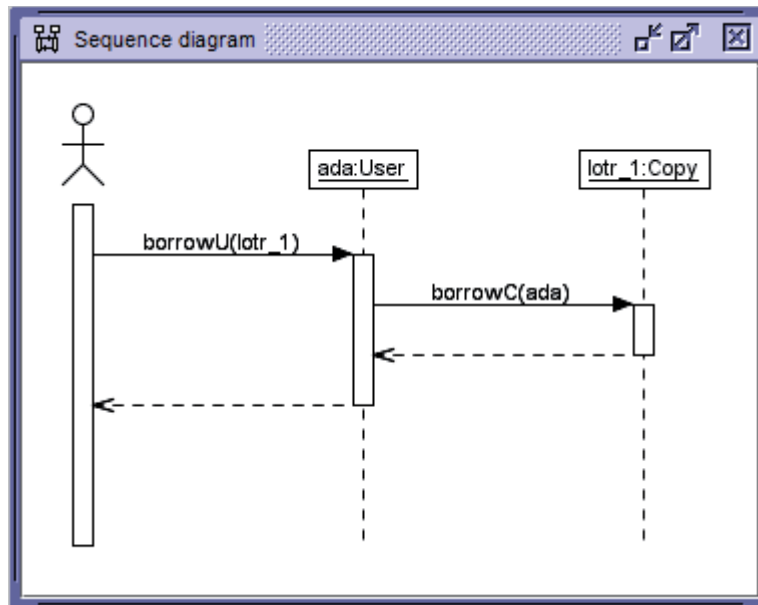 Sequence diagram
ada:User
lotr_1:Copy
borrowU(lotr_1)
borrowC(ada)